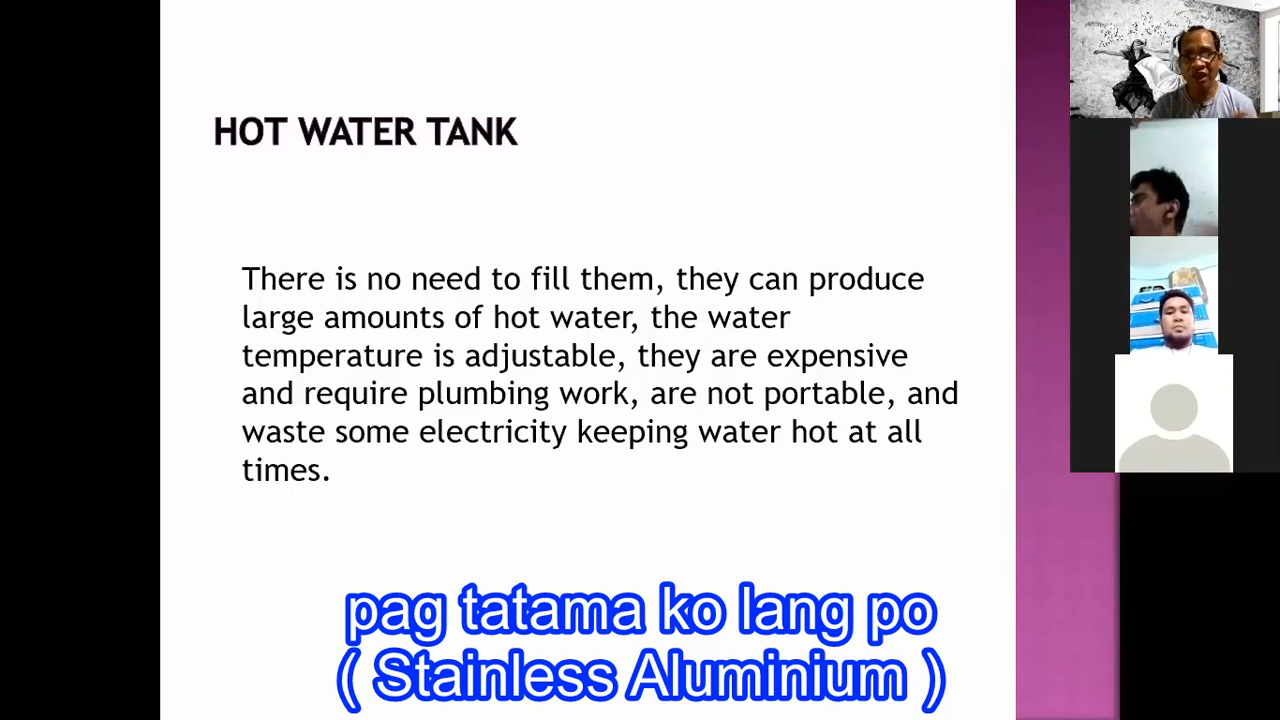 HOT WATER TANK
There is no need to fill them, they can produce
large amounts of hot water, the water
temperature is adjustable, they are expensive
and require plumbing work, are not portable, and
waste some electricity keeping water hot at all
times.
pag tatama ko lang po
( Stainless Aluminium )